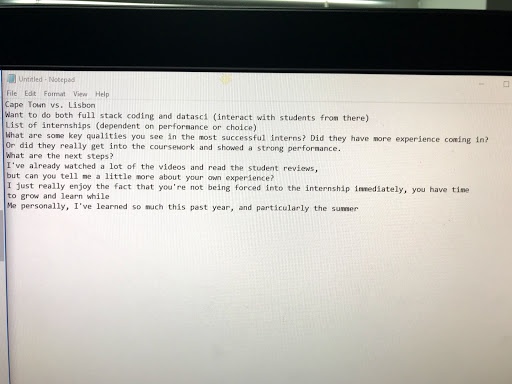 Untitled - Notepad
File Edit Format View Help
Cape Town vs. Lisbon
Want to do both full stack coding and datasci (interact with students from there)
List of internships (dependent on performance or choice)
What are some key qualities you see in the most successful interns? Did they have more experience coming in?
Or did they really get into the coursework and showed a strong performance.
What are the next steps?
I've already watched a lot of the videos and read the student reviews,
but can you tell me a little more about your own experience?
I just really enjoy the fact that you're not being forced into the internship immediately, you have time
to grow and learn while
Me personally, I've learned so much this past year, and particularly the summer